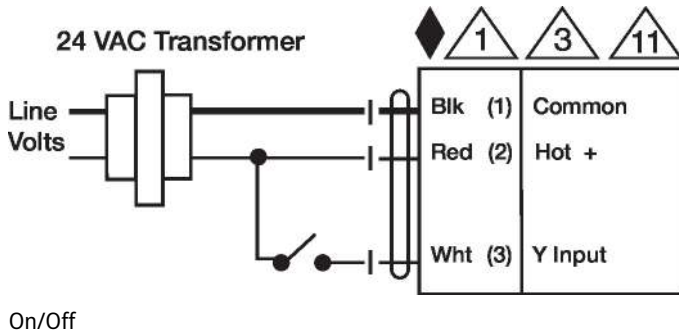 24 VAC Transformer
1
3
11
Line
Volts
Blk (1) Common
Red (2) Hot +
Wht (3) Y Input
On/Off